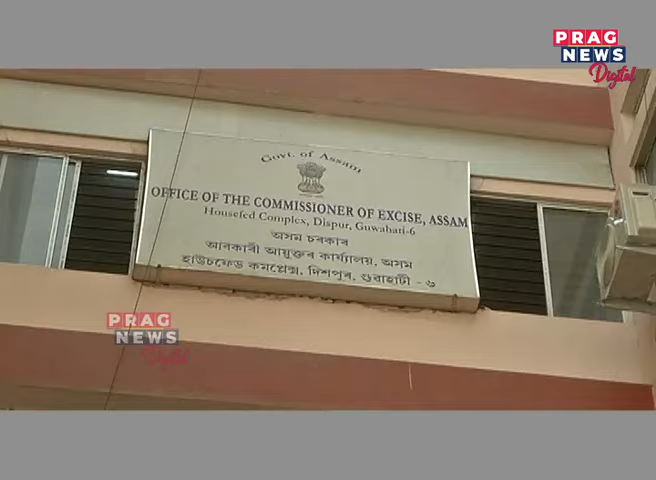 PRAG
NEWS
Digital
Govt. of Assam
OFFICE OF THE COMMISSIONER OF EXCISE, ASSAM
Housefed Complex, Dispur, Guwahati-6
অসম চৰকাৰ
আবকাৰী আয়ুক্তৰ কাৰ্য্যালয়, অসম
হাউচফেড কমপ্লেক্স, দিশপুৰ, গুৱাহাটী - ৬
PRAG
NEWS
Digital